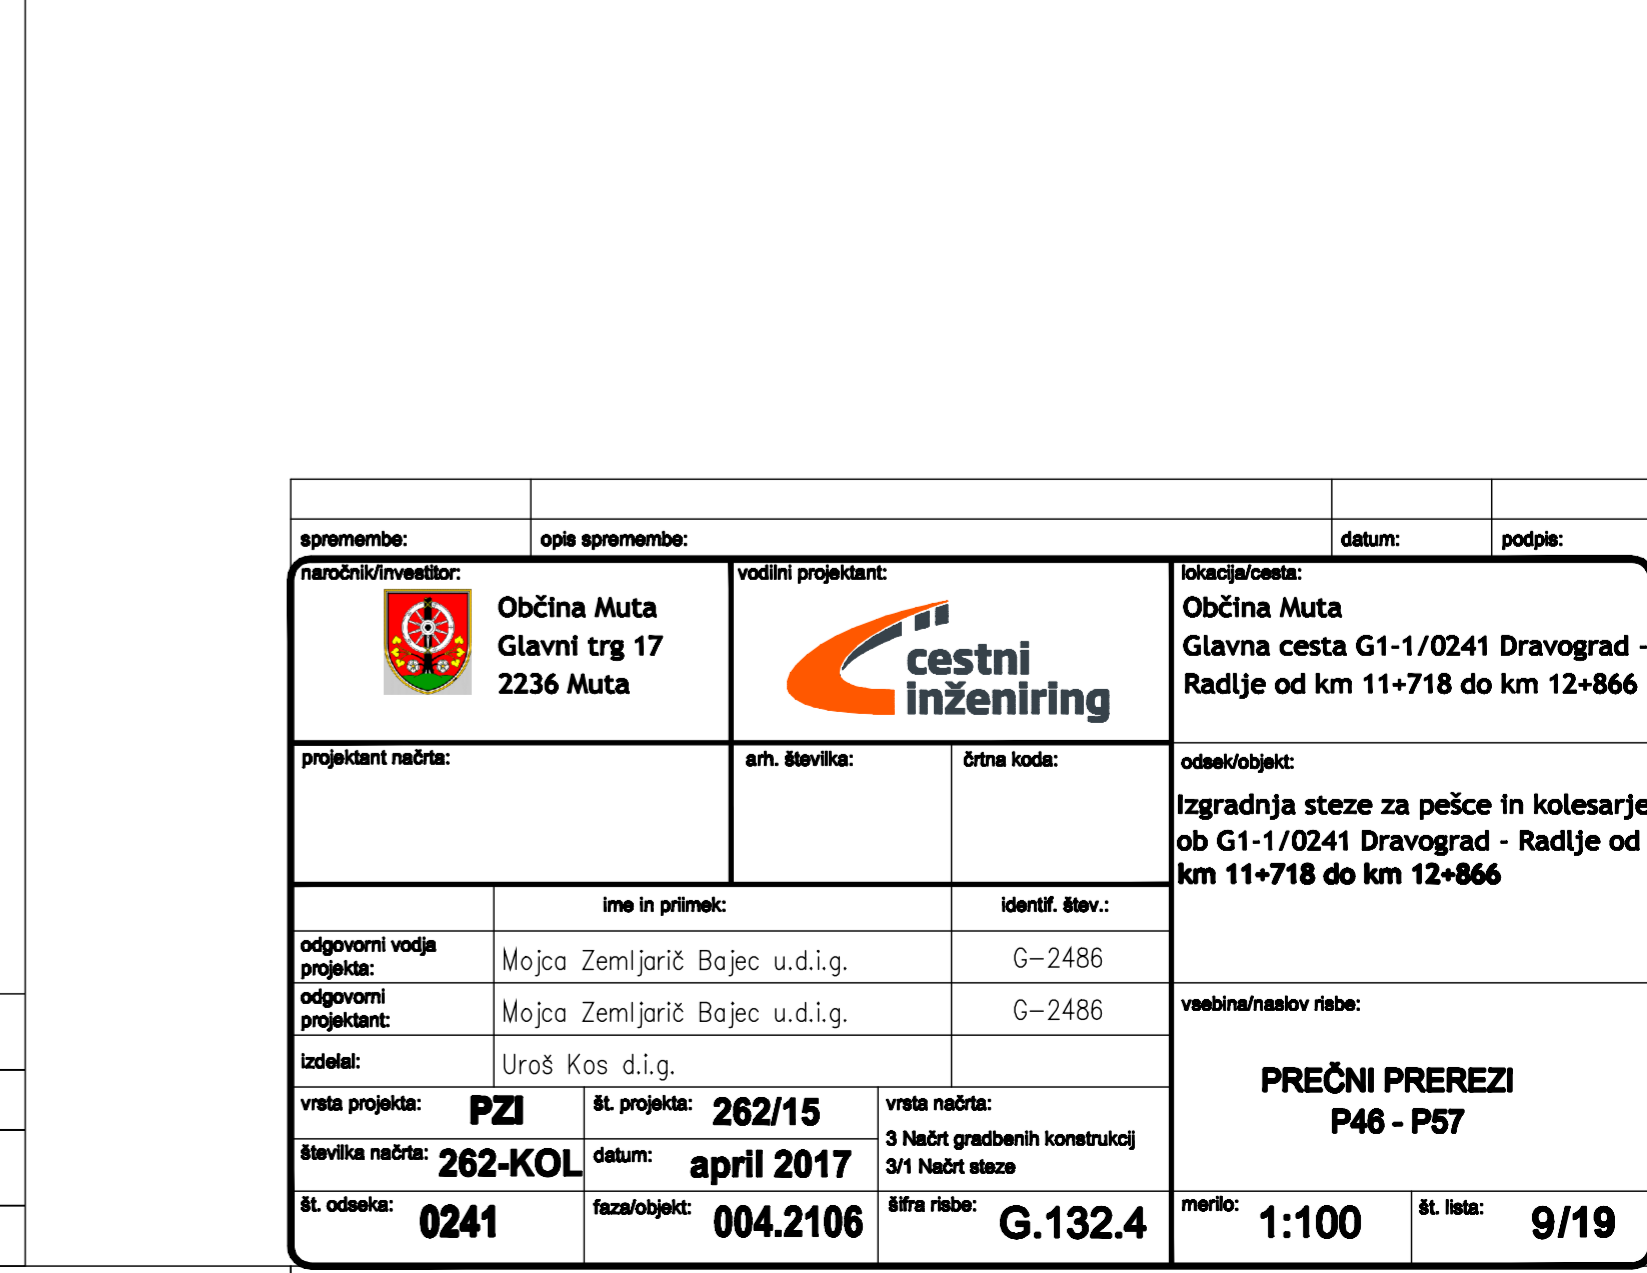 spremembe:
opis spremembe:
datum:
podpis:
naročnik/investitor:
Občina Muta
Glavni trg 17
2236 Muta
vodilni projektant:
cestni
inženiring
lokacija/cesta:
Občina Muta
Glavna cesta G1-1/0241 Dravograd -
Radlje od km 11+718 do km 12+866
projektant načrta:
arh. številka:
črtna koda:
odsek/objekt:
Izgradnja steze za pešce in kolesarje
ob G1-1/0241 Dravograd - Radlje od
km 11+718 do km 12+866
ime in priimek:
identif. štev.:
odgovorni vodja
projekta:
Mojca Zemljarič Bajec u.d.i.g.
G-2486
odgovorni
projektant:
Mojca Zemljarič Bajec u.d.i.g.
G-2486
izdelal:
Uroš Kos d.i.g.
vsebina/naslov risbe:
PREČNI PREREZI
P46 - P57
vrsta projekta: PZI
št. projekta: 262/15
vrsta načrta:
3 Načrt gradbenih konstrukcij
3/1 Načrt steze
številka načrta: 262-KOL
datum: april 2017
št. odseka: 0241
faza/objekt: 004.2106
šifra risbe: G.132.4
merilo: 1:100
št. lista: 9/19